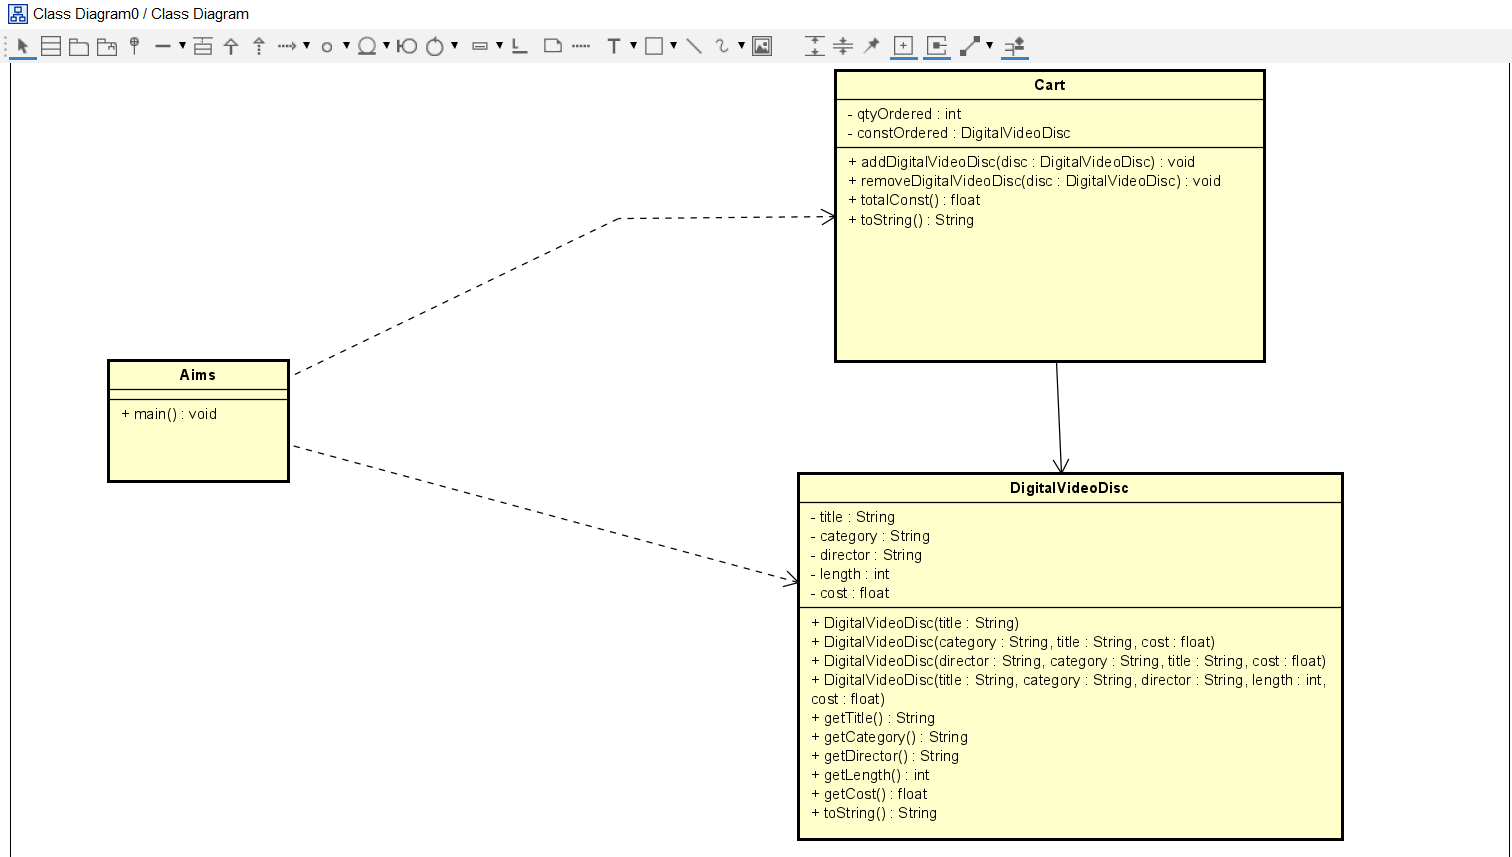 Class Diagram0 / Class Diagram
Cart
- qtyOrdered : int
- constOrdered : DigitalVideoDisc
+ addDigitalVideoDisc(disc : DigitalVideoDisc) : void
+ removeDigitalVideoDisc(disc : DigitalVideoDisc) : void
+ totalConst() : float
+ toString() : String
Aims
+ main() : void
DigitalVideoDisc
- title : String
- category : String
- director : String
- length : int
- cost : float
+ DigitalVideoDisc(title : String)
+ DigitalVideoDisc(category : String, title : String, cost : float)
+ DigitalVideoDisc(director : String, category : String, title : String, cost : float)
+ DigitalVideoDisc(title : String, category : String, director : String, length : int,
cost : float)
+ getTitle() : String
+ getCategory() : String
+ getDirector() : String
+ getLength() : int
+ getCost() : float
+ toString() : String